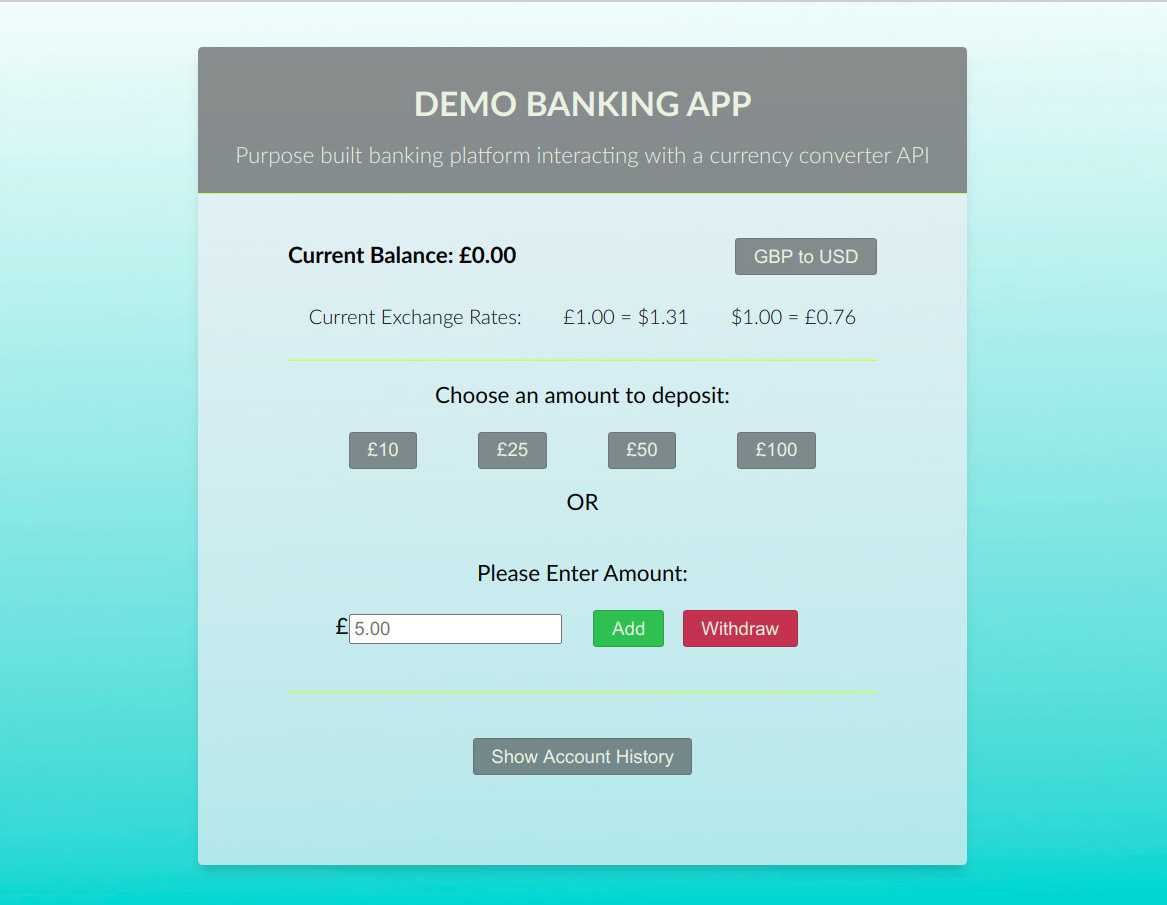 DEMO BANKING APP
Purpose built banking platform interacting with a currency converter API
Current Balance: £0.00 GBP to USD
Current Exchange Rates: £1.00 = $1.31 $1.00 = £0.76
Choose an amount to deposit:
£10 £25 £50 £100
OR
Please Enter Amount:
£ 5.00 Add Withdraw
Show Account History